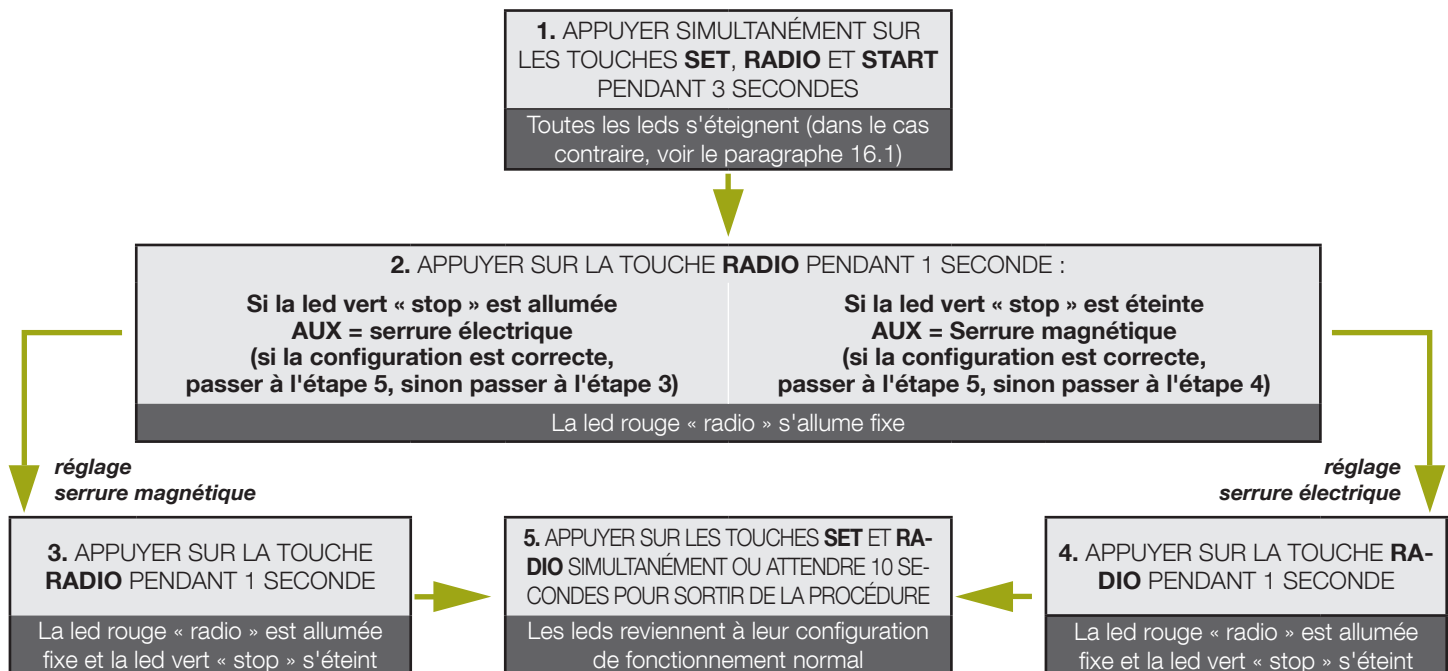 1. APPUYER SIMULTANÉMENT SUR
LES TOUCHES SET, RADIO ET START
PENDANT 3 SECONDES
Toutes les leds s'éteignent (dans le cas
contraire, voir le paragraphe 16.1)
2. APPUYER SUR LA TOUCHE RADIO PENDANT 1 SECONDE :
Si la led vert « stop » est allumée
AUX = serrure électrique
(si la configuration est correcte,
passer à l'étape 5, sinon passer à l'étape 3)
Si la led vert « stop » est éteinte
AUX = Serrure magnétique
(si la configuration est correcte,
passer à l'étape 5, sinon passer à l'étape 4)
La led rouge « radio » s'allume fixe
réglage
serrure magnétique
réglage
serrure électrique
3. APPUYER SUR LA TOUCHE
RADIO PENDANT 1 SECONDE
La led rouge « radio » est allumée
fixe et la led vert « stop » s'éteint
5. APPUYER SUR LES TOUCHES SET ET RA-
DIO SIMULTANÉMENT OU ATTENDRE 10 SE-
CONDES POUR SORTIR DE LA PROCÉDURE
Les leds reviennent à leur configuration
de fonctionnement normal
4. APPUYER SUR LA TOUCHE RA-
DIO PENDANT 1 SECONDE
La led rouge « radio » est allumée
fixe et la led vert « stop » s'éteint